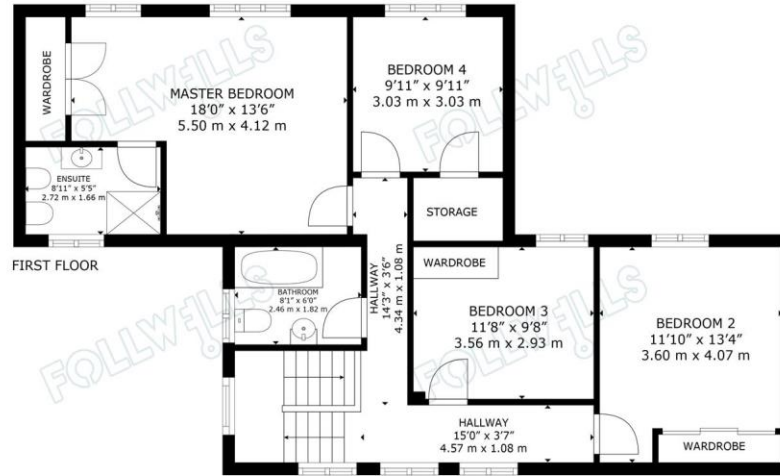 WARDROBE
MASTER BEDROOM
18'0" x 13'6"
5.50 m x 4.12 m
BEDROOM 4
9'11" x 9'11"
3.03 m x 3.03 m
ENSUITE
8'11" x 5'5"
2.72 m x 1.66 m
STORAGE
FIRST FLOOR
HALLWAY
14'3" x 3'6"
4.34 m x 1.08 m
WARDROBE
BATHROOM
8'1" x 6'0"
2.46 m x 1.82 m
BEDROOM 3
11'8" x 9'8"
3.56 m x 2.93 m
BEDROOM 2
11'10" x 13'4"
3.60 m x 4.07 m
HALLWAY
15'0" x 3'7"
4.57 m x 1.08 m
WARDROBE
FOLLWELLS
FOLLWELLS
FOLLWELLS
FOLLWELLS